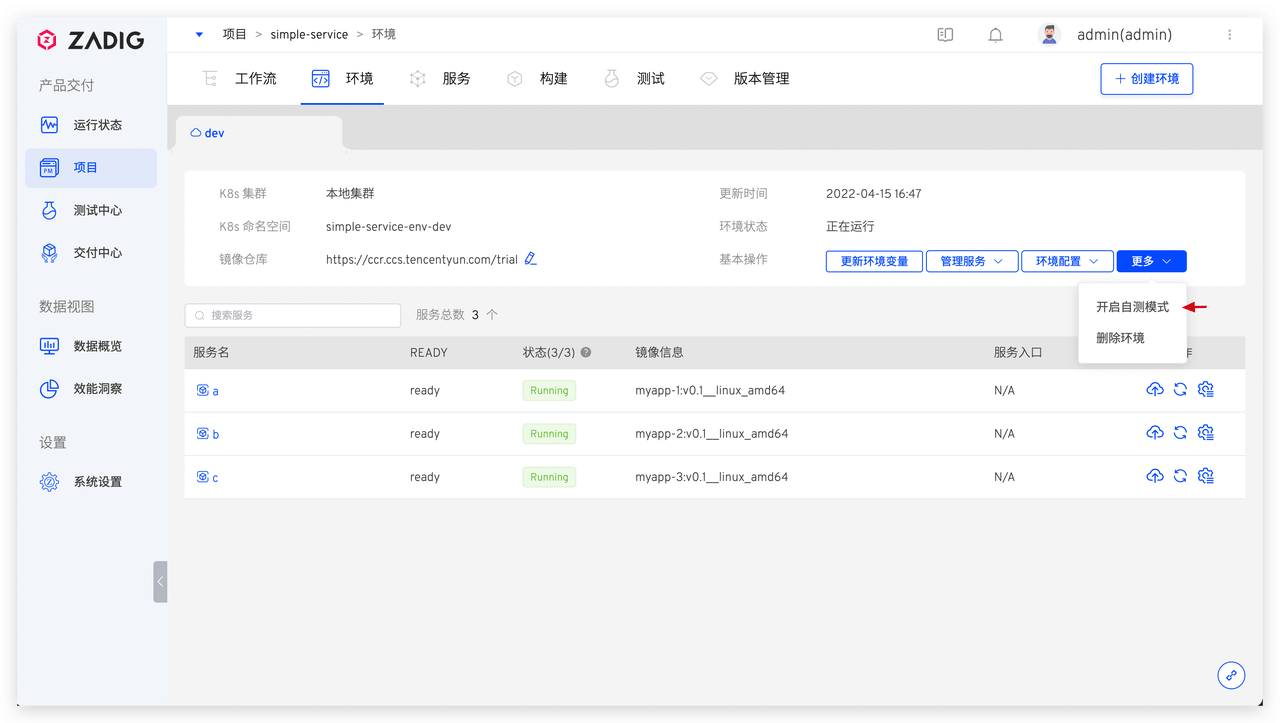 ZADIG
项目 > simple-service > 环境
admin(admin)
工作流 环境 服务 构建 测试 版本管理
+ 创建环境
产品交付
运行状态
项目
测试中心
交付中心
数据视图
数据概览
效能洞察
设置
系统设置
dev
K8s 集群 本地集群 更新时间 2022-04-15 16:47
K8s 命名空间 simple-service-env-dev 环境状态 正在运行
镜像仓库 https://ccr.ccs.tencentyun.com/trial 基本操作 更新环境变量 管理服务 环境配置 更多
开启自测模式
删除环境
搜索服务 服务总数 3 个
服务名 READY 状态(3/3) 镜像信息 服务入口
a ready Running myapp-1:v0.1__linux_amd64 N/A
b ready Running myapp-2:v0.1__linux_amd64 N/A
c ready Running myapp-3:v0.1__linux_amd64 N/A